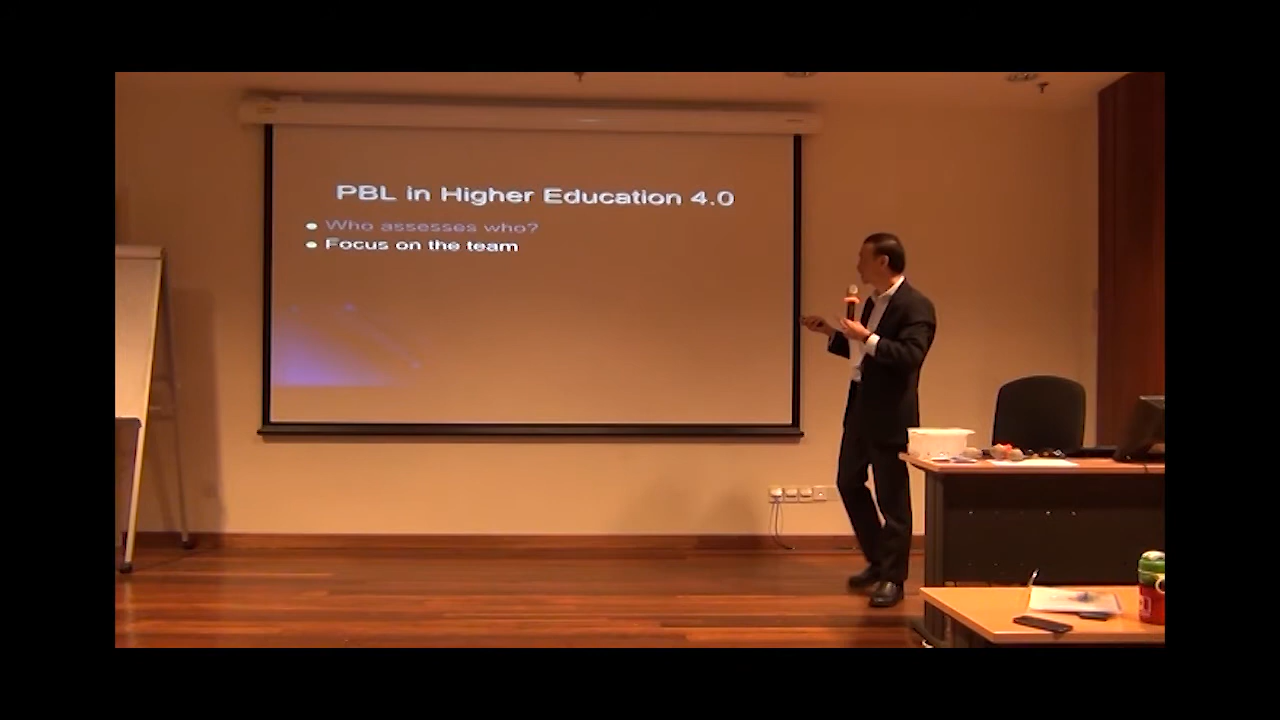 PBL in Higher Education 4.0
Who assesses who?
Focus on the team